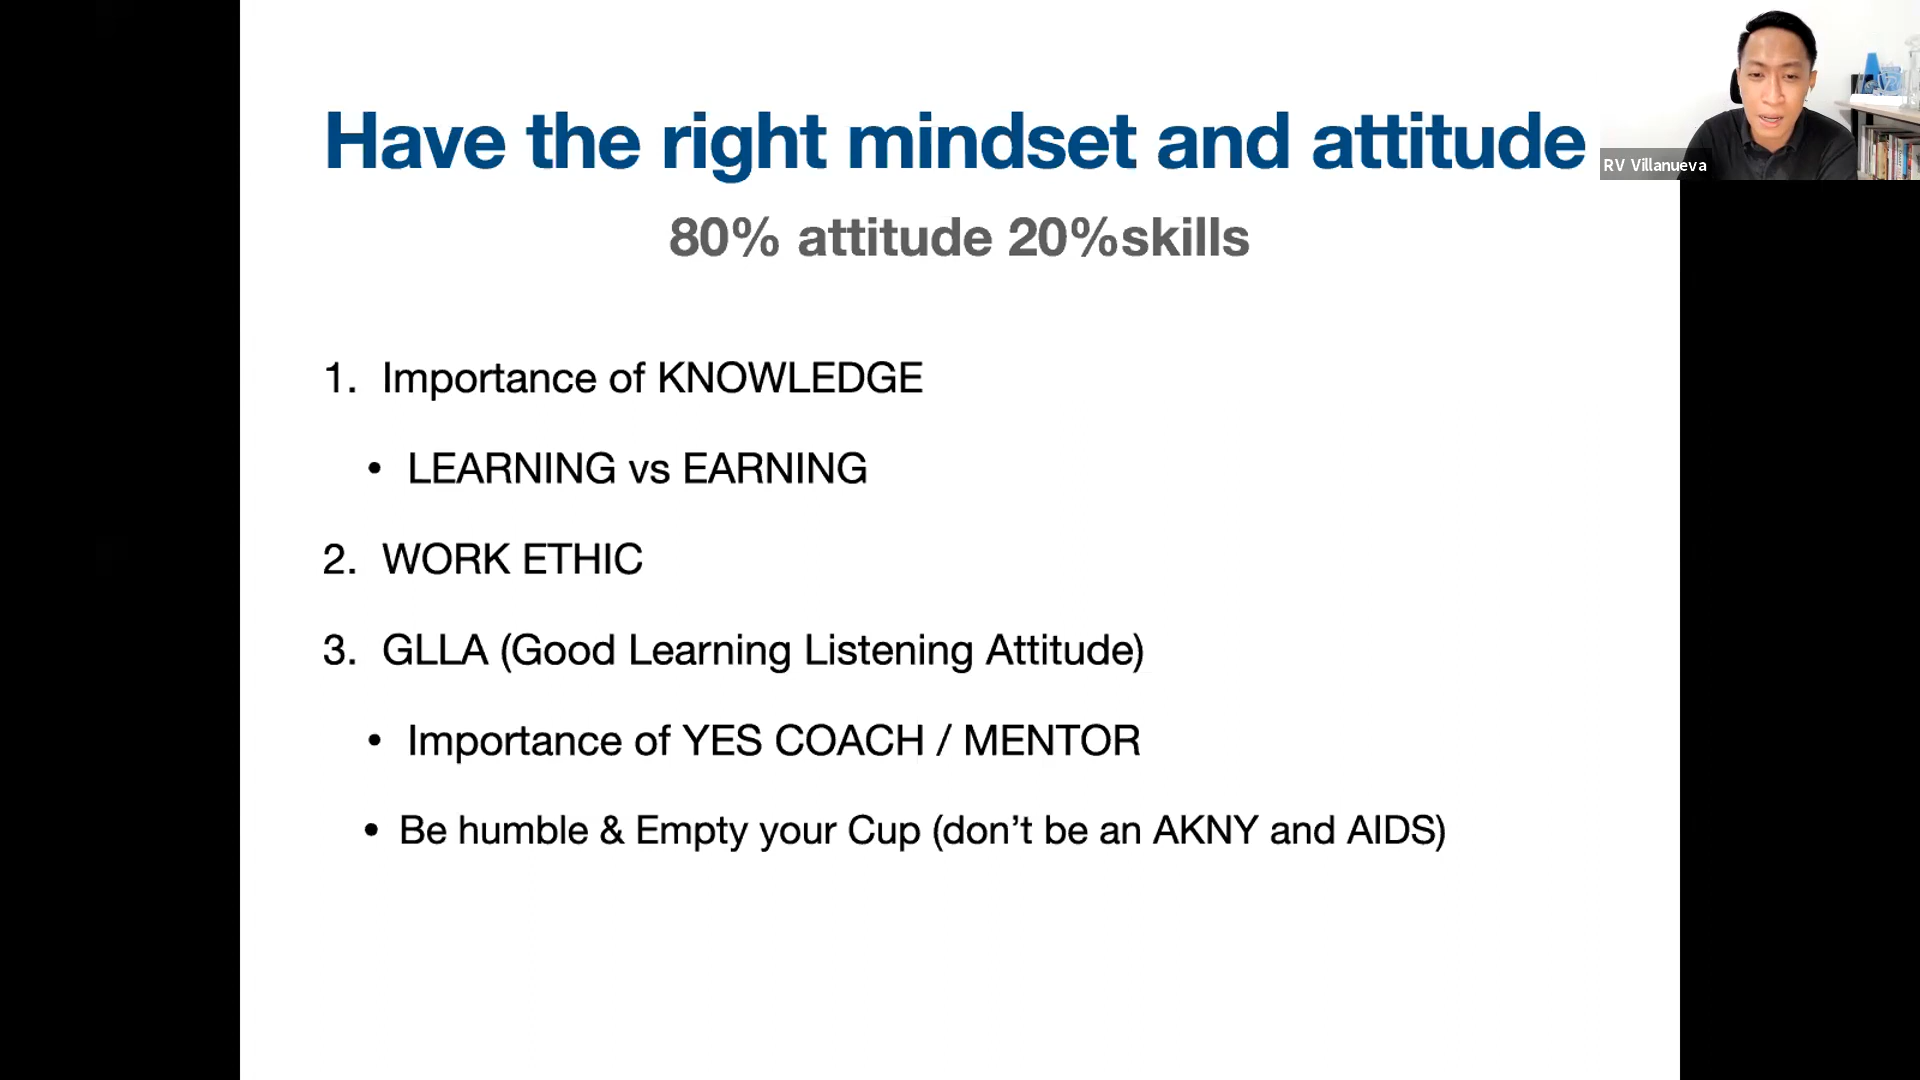 Have the right mindset and attitude
RV Villanueva
80% attitude 20%skills
1. Importance of KNOWLEDGE
• LEARNING vs EARNING
2. WORK ETHIC
3. GLLA (Good Learning Listening Attitude)
• Importance of YES COACH / MENTOR
• Be humble & Empty your Cup (don’t be an AKNY and AIDS)